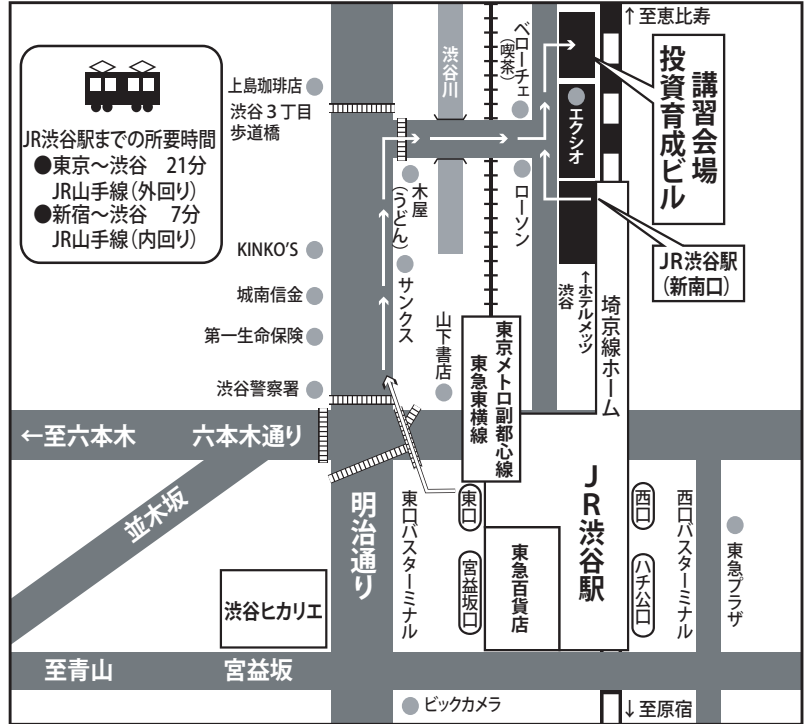 ↑至恵比寿
JR渋谷駅までの所要時間
●東京～渋谷　21分
JR山手線（外回り）
●新宿～渋谷　7分
JR山手線（内回り）
上島珈琲店
渋谷３丁目
歩道橋
渋谷川
ベローチェ
（喫茶）
エクシオ
講習会場
投資育成ビル
木屋
（うどん）
ローソン
JR渋谷駅
（新南口）
KINKO'S
サンクス
↑ホテルメッツ
渋谷
埼京線ホーム
城南信金
第一生命保険
山下書店
東京メトロ副都心線
東急東横線
渋谷警察署
←至六本木　六本木通り
並木坂
明治通り
東口バスターミナル
東口
宮益坂口
東急百貨店
JR渋谷駅
西口
ハチ公口
西口バスターミナル
東急プラザ
渋谷ヒカリエ
至青山　宮益坂
ビックカメラ
↓至原宿